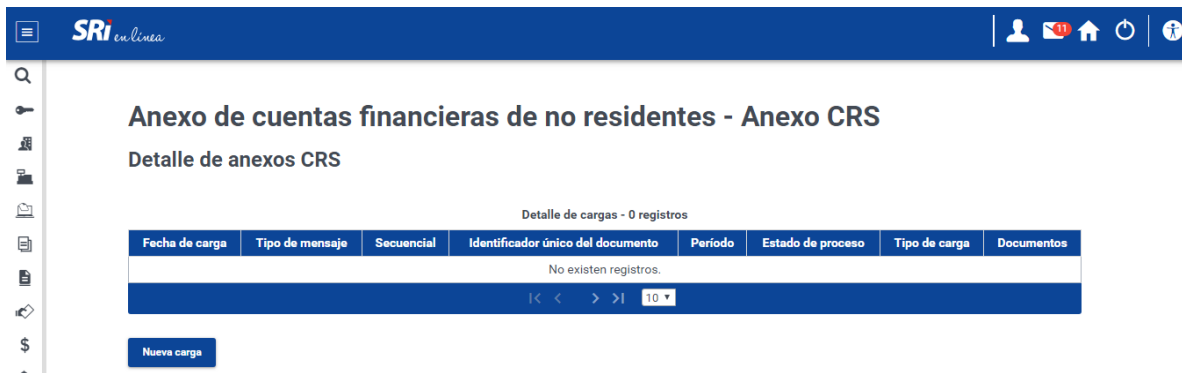 SRi en línea
11
Anexo de cuentas financieras de no residentes - Anexo CRS
Detalle de anexos CRS
Detalle de cargas - 0 registros
Fecha de carga Tipo de mensaje Secuencial Identificador único del documento Período Estado de proceso Tipo de carga Documentos
No existen registros.
10
Nueva carga